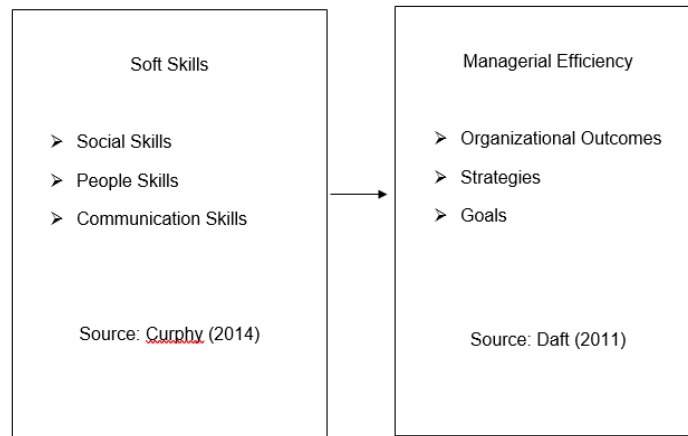 Soft Skills
➢ Social Skills
➢ People Skills
➢ Communication Skills
Source: Curphy (2014)
Managerial Efficiency
➢ Organizational Outcomes
➢ Strategies
➢ Goals
Source: Daft (2011)